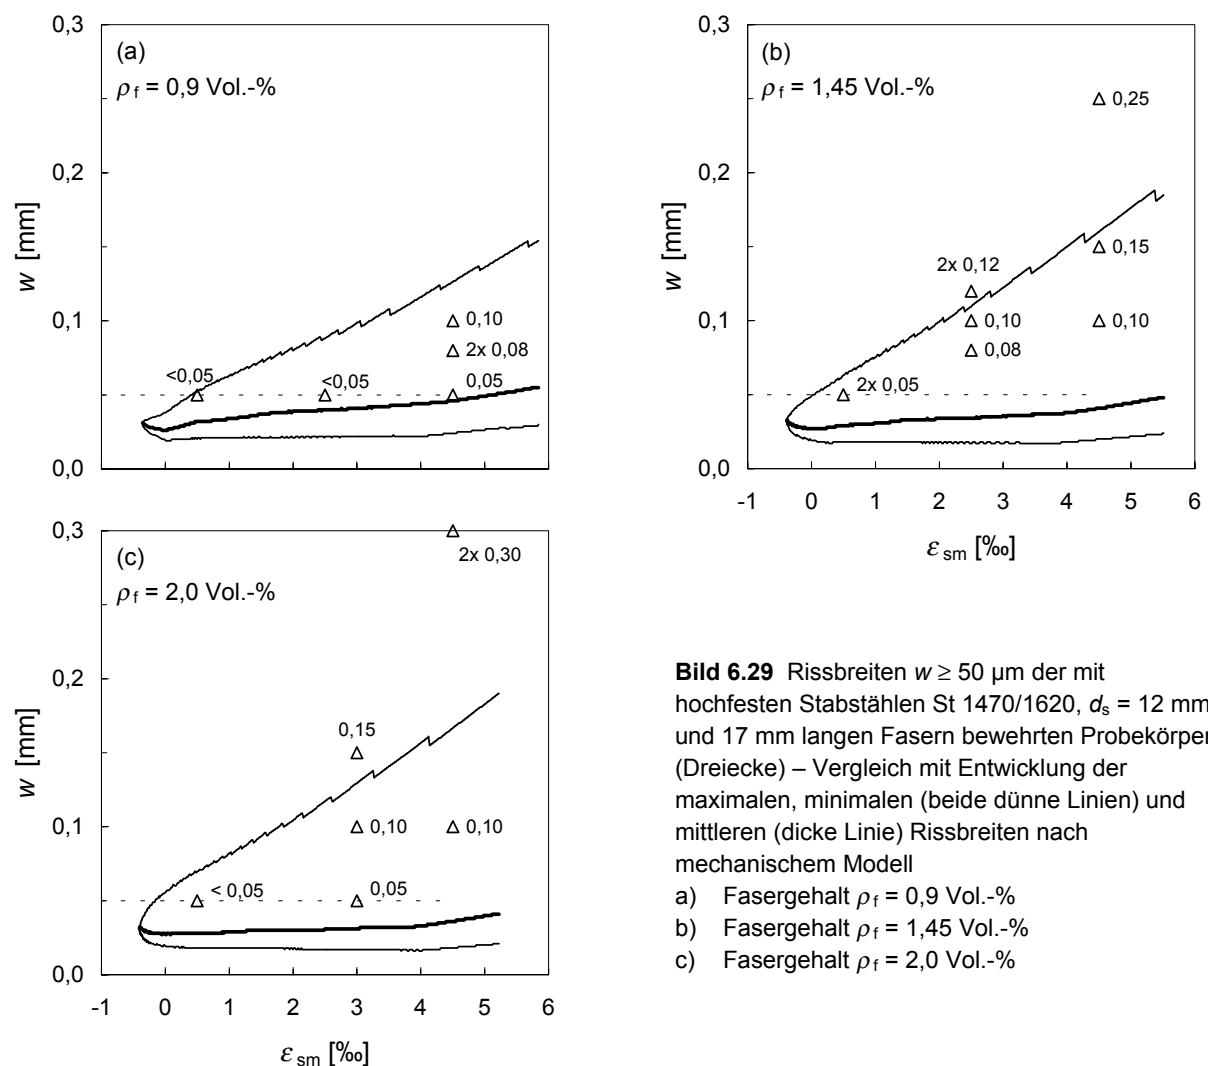 0,3
(a)
ρf = 0,9 Vol.-%
0,2
w [mm]
0,1
0,10
2x 0,08
<0,05
<0,05
0,05
0,0
0,3
(b)
ρf = 1,45 Vol.-%
0,25
0,2
w [mm]
0,15
2x 0,12
0,1
0,10
0,10
0,08
2x 0,05
0,0
-1 0 1 2 3 4 5 6
εsm [‰]
0,3
(c)
2x 0,30
ρf = 2,0 Vol.-%
0,2
w [mm]
0,15
0,1
0,10
0,10
< 0,05
0,05
0,0
-1 0 1 2 3 4 5 6
εsm [‰]
Bild 6.29 Rissbreiten w ≥ 50 µm der mit
hochfesten Stabstählen St 1470/1620, ds = 12 mm
und 17 mm langen Fasern bewehrten Probekörper
(Dreiecke) – Vergleich mit Entwicklung der
maximalen, minimalen (beide dünne Linien) und
mittleren (dicke Linie) Rissbreiten nach
mechanischem Modell
a) Fasergehalt ρf = 0,9 Vol.-%
b) Fasergehalt ρf = 1,45 Vol.-%
c) Fasergehalt ρf = 2,0 Vol.-%